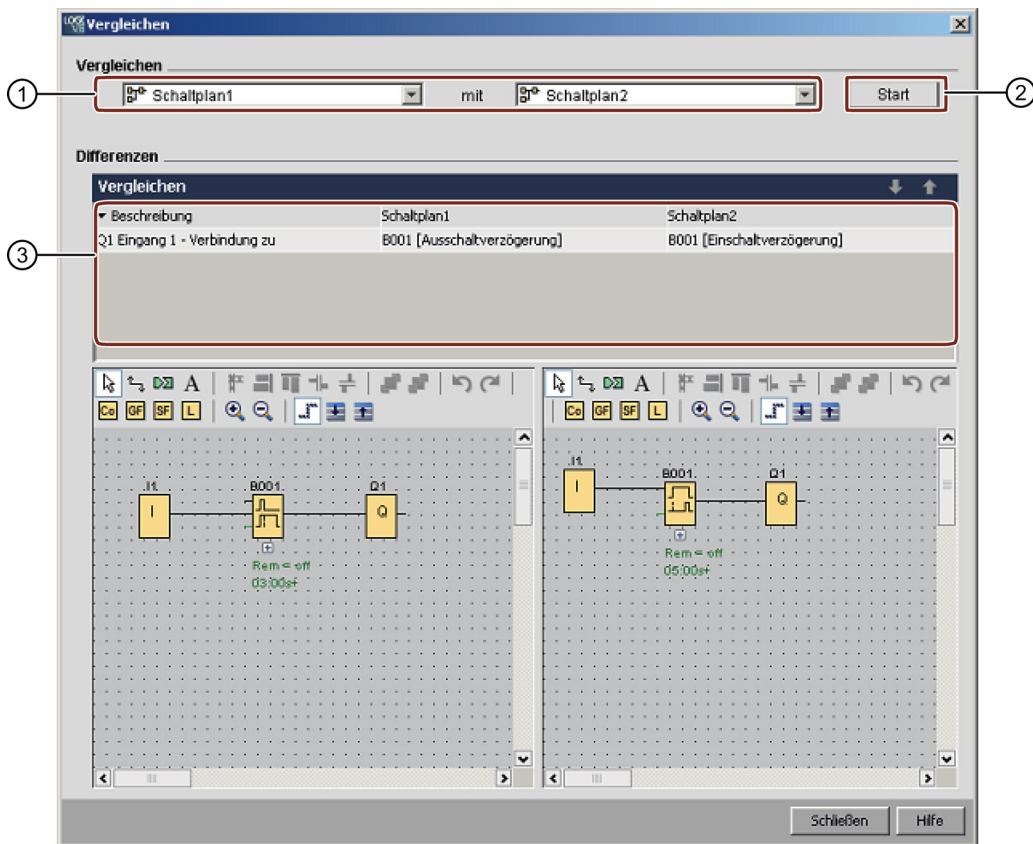 Vergleichen
Vergleichen
1 Schaltplan1 mit Schaltplan2 Start 2
Differenzen
Vergleichen
Beschreibung Schaltplan1 Schaltplan2
Q1 Eingang 1 - Verbindung zu B001 [Ausschaltverzögerung] B001 [Einschaltverzögerung]
3
A
Co GF SF L
I1 B001 Q1
I Q
Rem = off
03:00s+
A
Co GF SF L
I1 B001 Q1
I Q
Rem = off
05:00s+
Schließen Hilfe